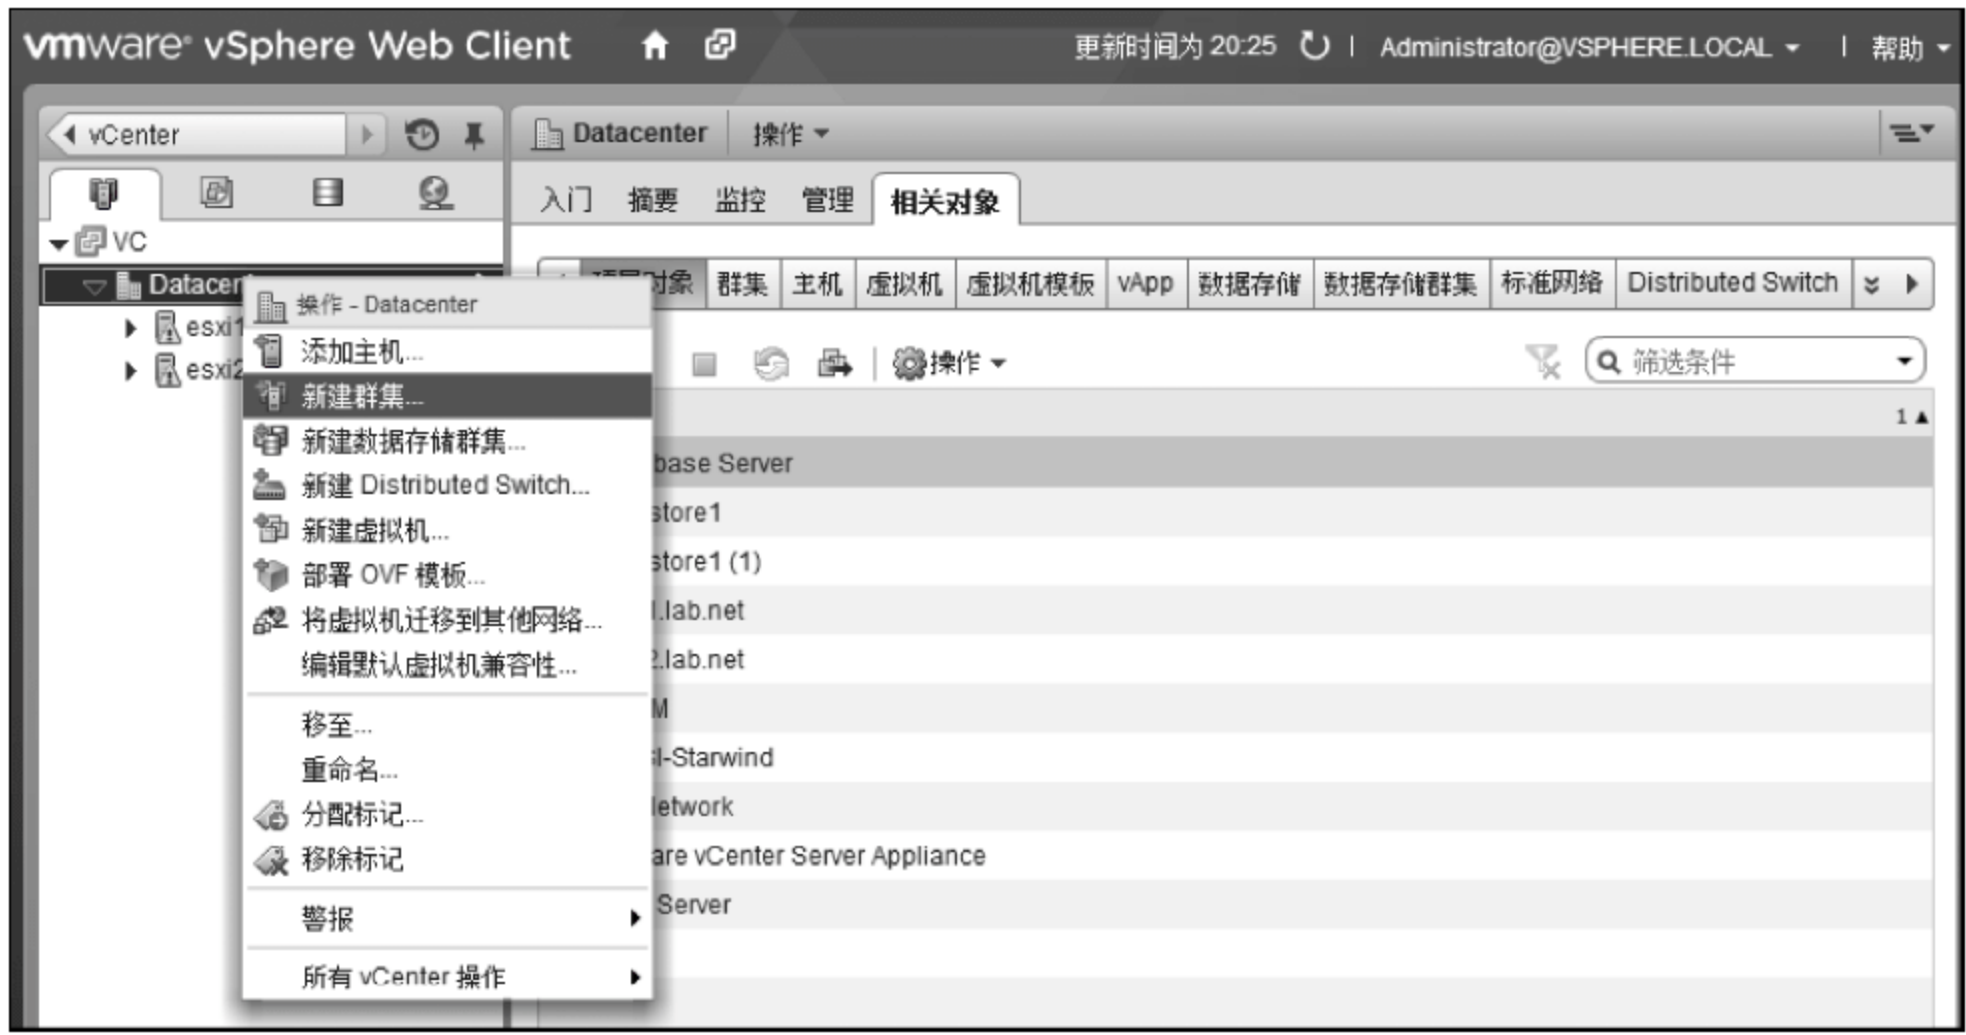 vmware vSphere Web Client 更新时间为 20:25 Administrator@VSPHERE.LOCAL 帮助
vCenter
Datacenter 操作
入门 摘要 监控 管理 相关对象
VC
Datacen
对象 群集 主机 虚拟机 虚拟机模板 vApp 数据存储 数据存储群集 标准网络 Distributed Switch
esxi1
esxi2
操作 - Datacenter
添加主机...
新建群集...
新建数据存储群集...
新建 Distributed Switch...
新建虚拟机...
部署 OVF 模板...
将虚拟机迁移到其他网络...
编辑默认虚拟机兼容性...
移至...
重命名...
分配标记...
移除标记
警报
所有 vCenter 操作
操作
筛选条件
1
base Server
store1
store1 (1)
.lab.net
2.lab.net
M
I-Starwind
etwork
are vCenter Server Appliance
Server